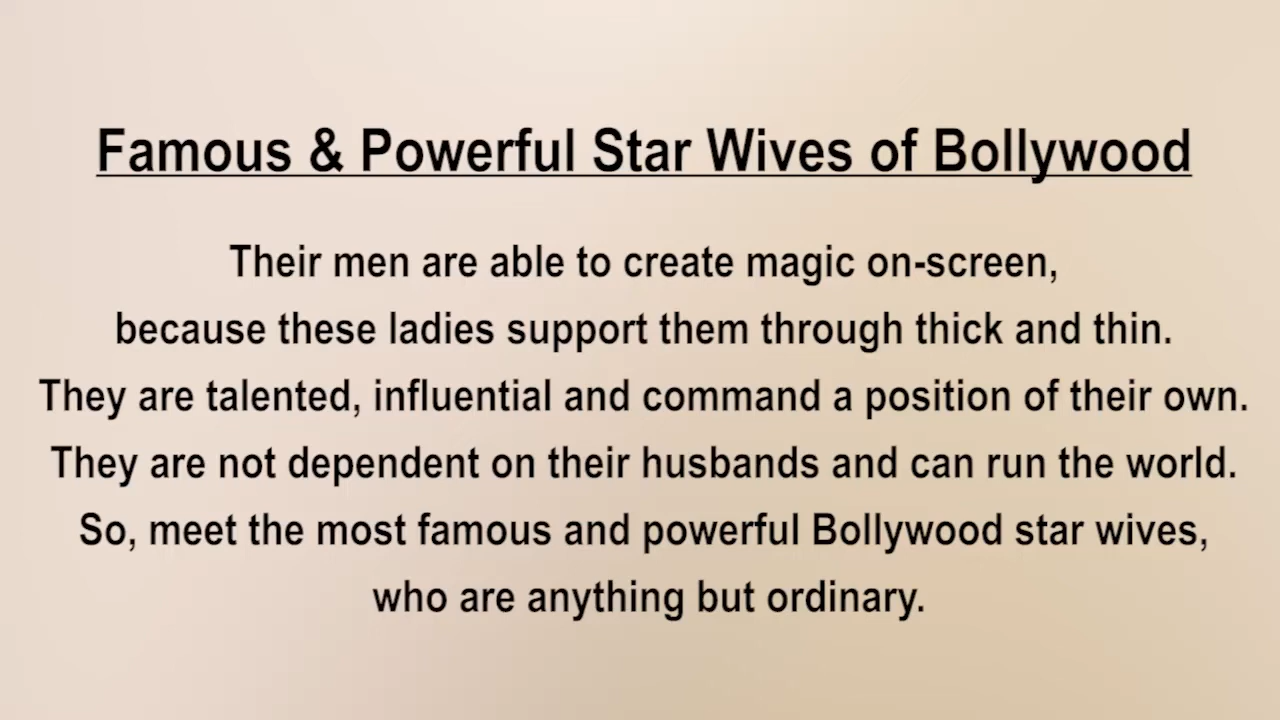 Famous & Powerful Star Wives of Bollywood
Their men are able to create magic on-screen,
because these ladies support them through thick and thin.
They are talented, influential and command a position of their own.
They are not dependent on their husbands and can run the world.
So, meet the most famous and powerful Bollywood star wives,
who are anything but ordinary.